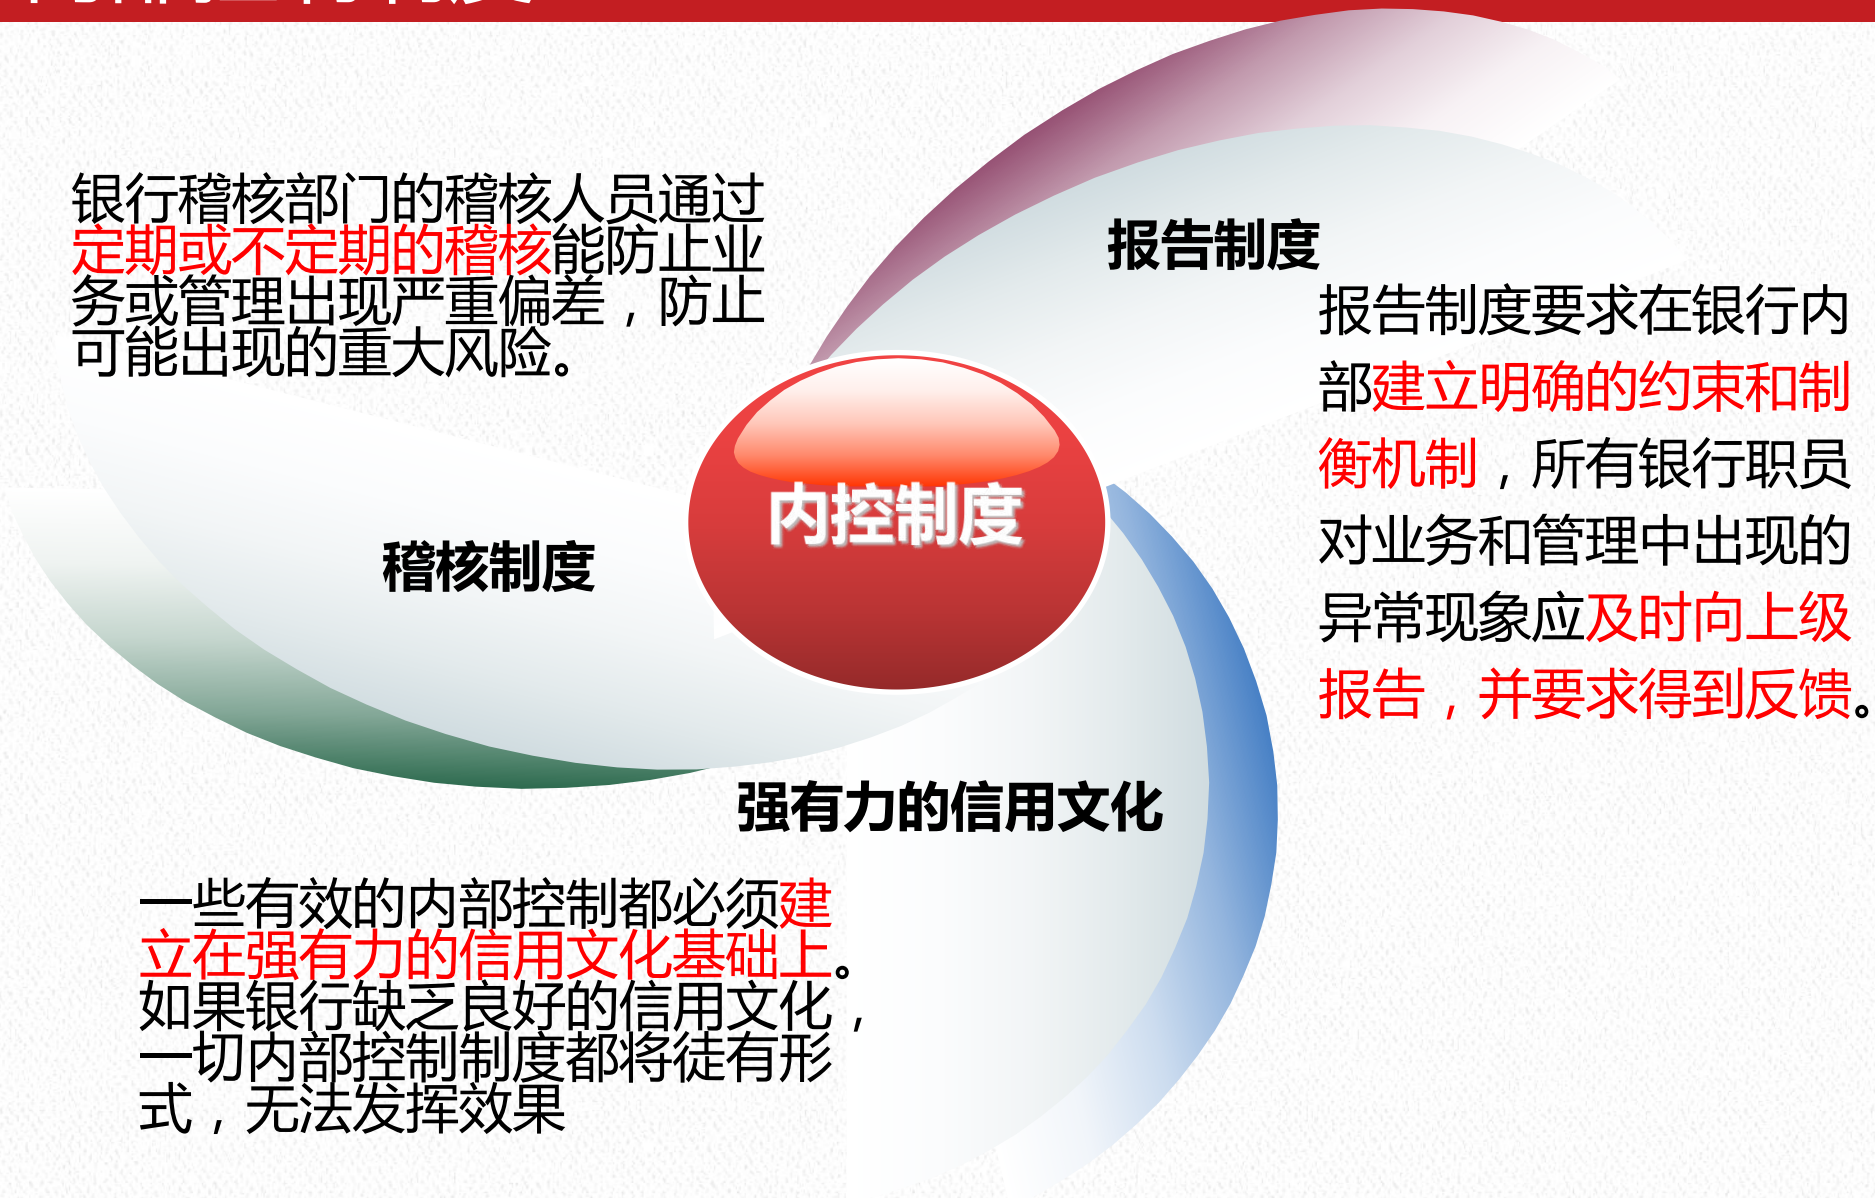 银行稽核部门的稽核人员通过
定期或不定期的稽核能防止业
务或管理出现严重偏差，防止
可能出现的重大风险。
报告制度
报告制度要求在银行内
部建立明确的约束和制
衡机制，所有银行职员
对业务和管理中出现的
异常现象应及时向上级
报告，并要求得到反馈。
内控制度
稽核制度
强有力的信用文化
一些有效的内部控制都必须建
立在强有力的信用文化基础上。
如果银行缺乏良好的信用文化，
一切内部控制制度都将徒有形
式，无法发挥效果